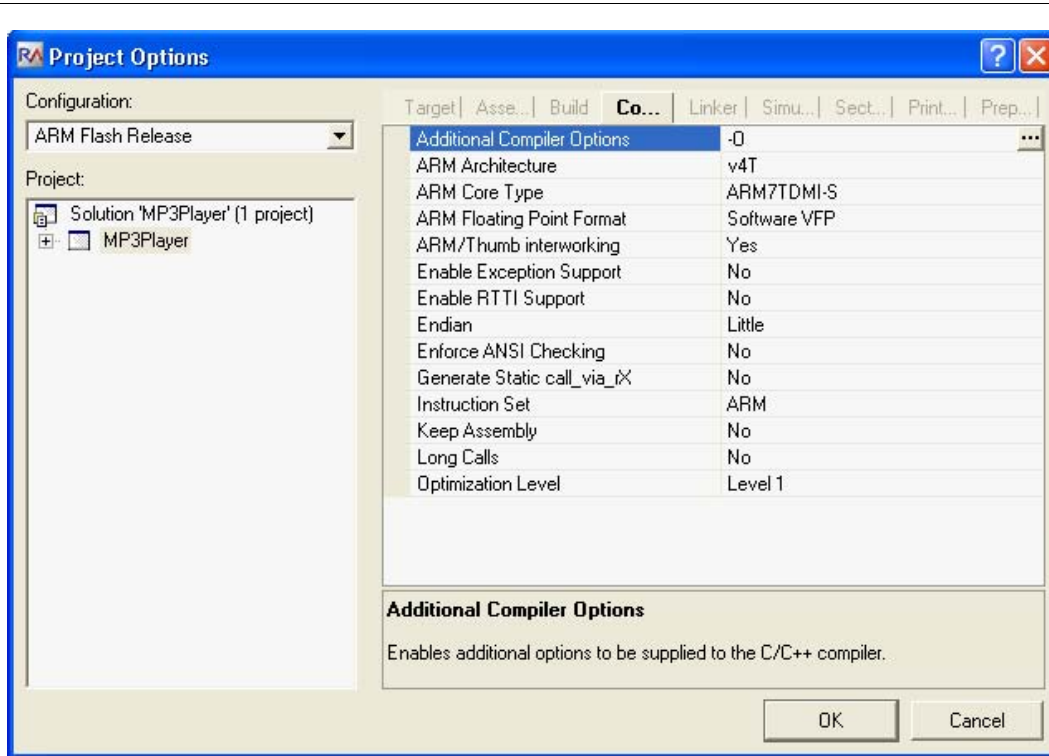 RA Project Options
Configuration:
ARM Flash Release
Project:
Solution 'MP3Player' (1 project)
MP3Player
Target Asse... Build Co... Linker Simu... Sect... Print... Prep...
Additional Compiler Options -O ...
ARM Architecture v4T
ARM Core Type ARM7TDMI-S
ARM Floating Point Format Software VFP
ARM/Thumb interworking Yes
Enable Exception Support No
Enable RTTI Support No
Endian Little
Enforce ANSI Checking No
Generate Static call_via_rX No
Instruction Set ARM
Keep Assembly No
Long Calls No
Optimization Level Level 1
Additional Compiler Options
Enables additional options to be supplied to the C/C++ compiler.
OK Cancel